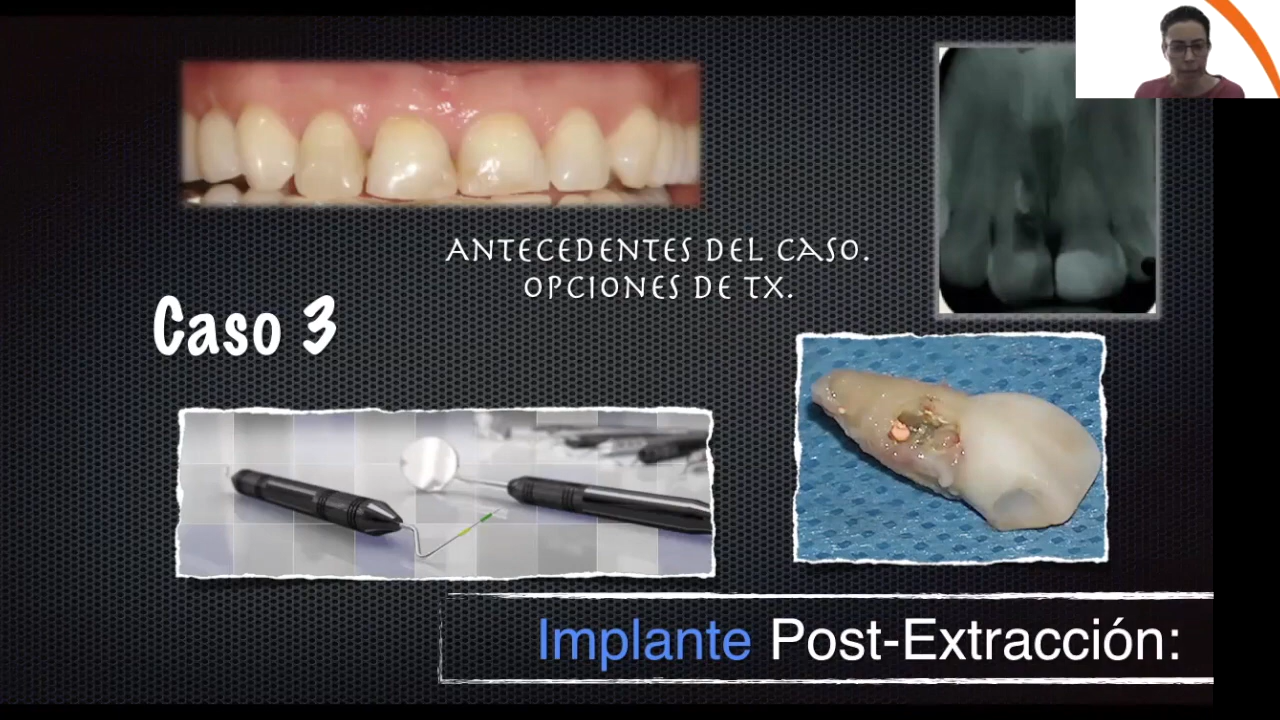 ANTECEDENTES DEL CASO.
OPCIONES DE TX.
Caso 3
Implante Post-Extracción: